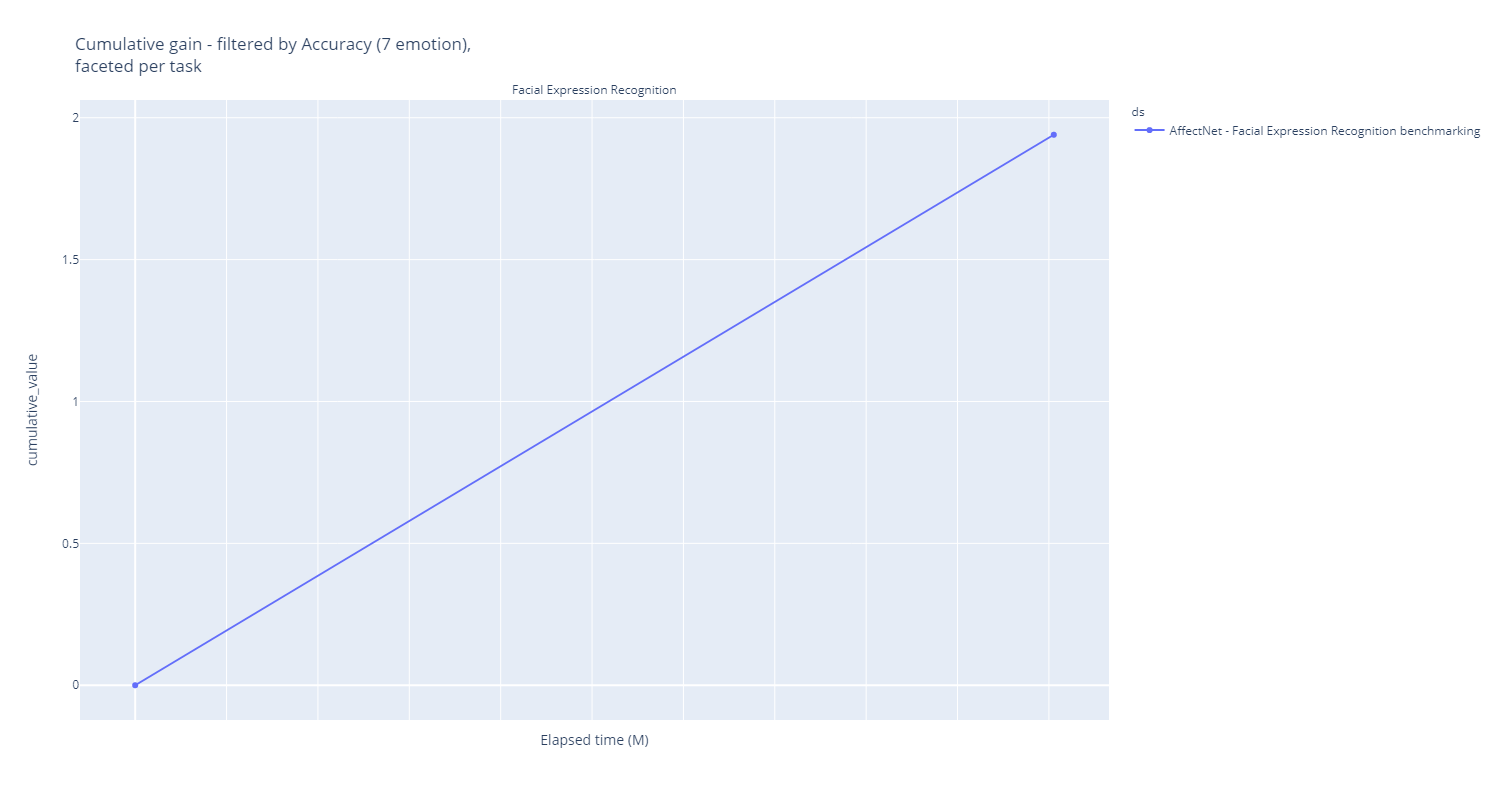 Cumulative gain - filtered by Accuracy (7 emotion),
faceted per task
Facial Expression Recognition
ds
AffectNet - Facial Expression Recognition benchmarking
2
1.5
1
0.5
0
cumulative_value
Elapsed time (M)